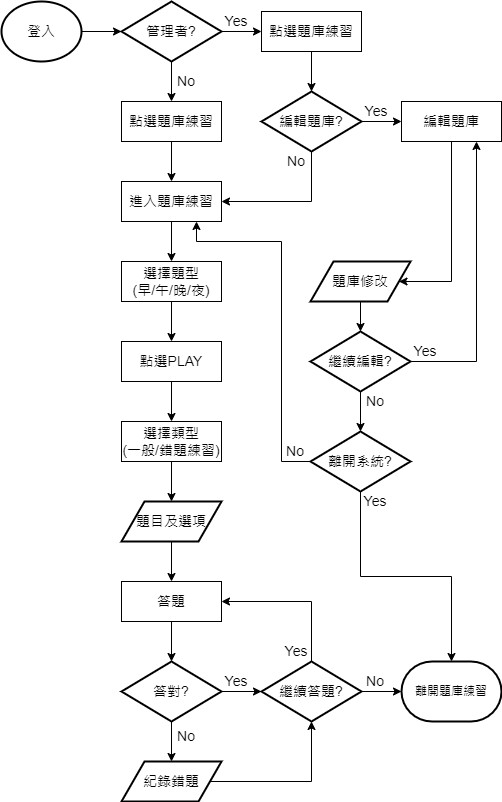 登入
管理者?
Yes
點選題庫練習
No
點選題庫練習
編輯題庫?
Yes
編輯題庫
No
進入題庫練習
選擇題型
(早/午/晚/夜)
題庫修改
點選PLAY
繼續編輯?
Yes
No
選擇類型
(一般/錯題練習)
No
離開系統?
Yes
題目及選項
答題
Yes
答對?
Yes
繼續答題?
No
離開題庫練習
No
紀錄錯題